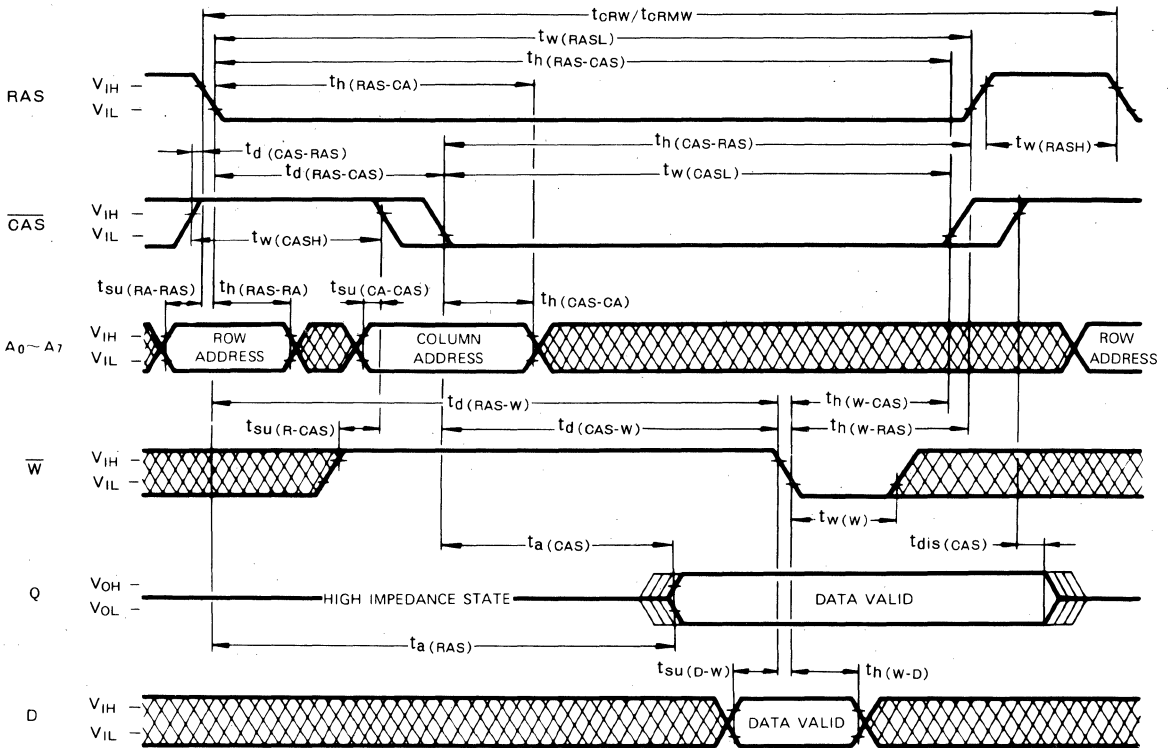 tCRW/tCRMW
tW(RASL)
th(RAS-CAS)
th(RAS-CA)
RAS
VIH
VIL
td(CAS-RAS)
th(CAS-RAS)
tW(RASH)
td(RAS-CAS)
tW(CASL)
CAS
VIH
VIL
tW(CASH)
tsu(RA-RAS)
th(RAS-RA)
tsu(CA-CAS)
th(CAS-CA)
A0~A7
VIH
VIL
ROW ADDRESS
COLUMN ADDRESS
ROW ADDRESS
td(RAS-W)
th(W-CAS)
tsu(R-CAS)
td(CAS-W)
th(W-RAS)
W
VIH
VIL
tW(W)
ta(CAS)
tdis(CAS)
Q
VOH
VOL
HIGH IMPEDANCE STATE
DATA VALID
ta(RAS)
tsu(D-W)
th(W-D)
D
VIH
VIL
DATA VALID